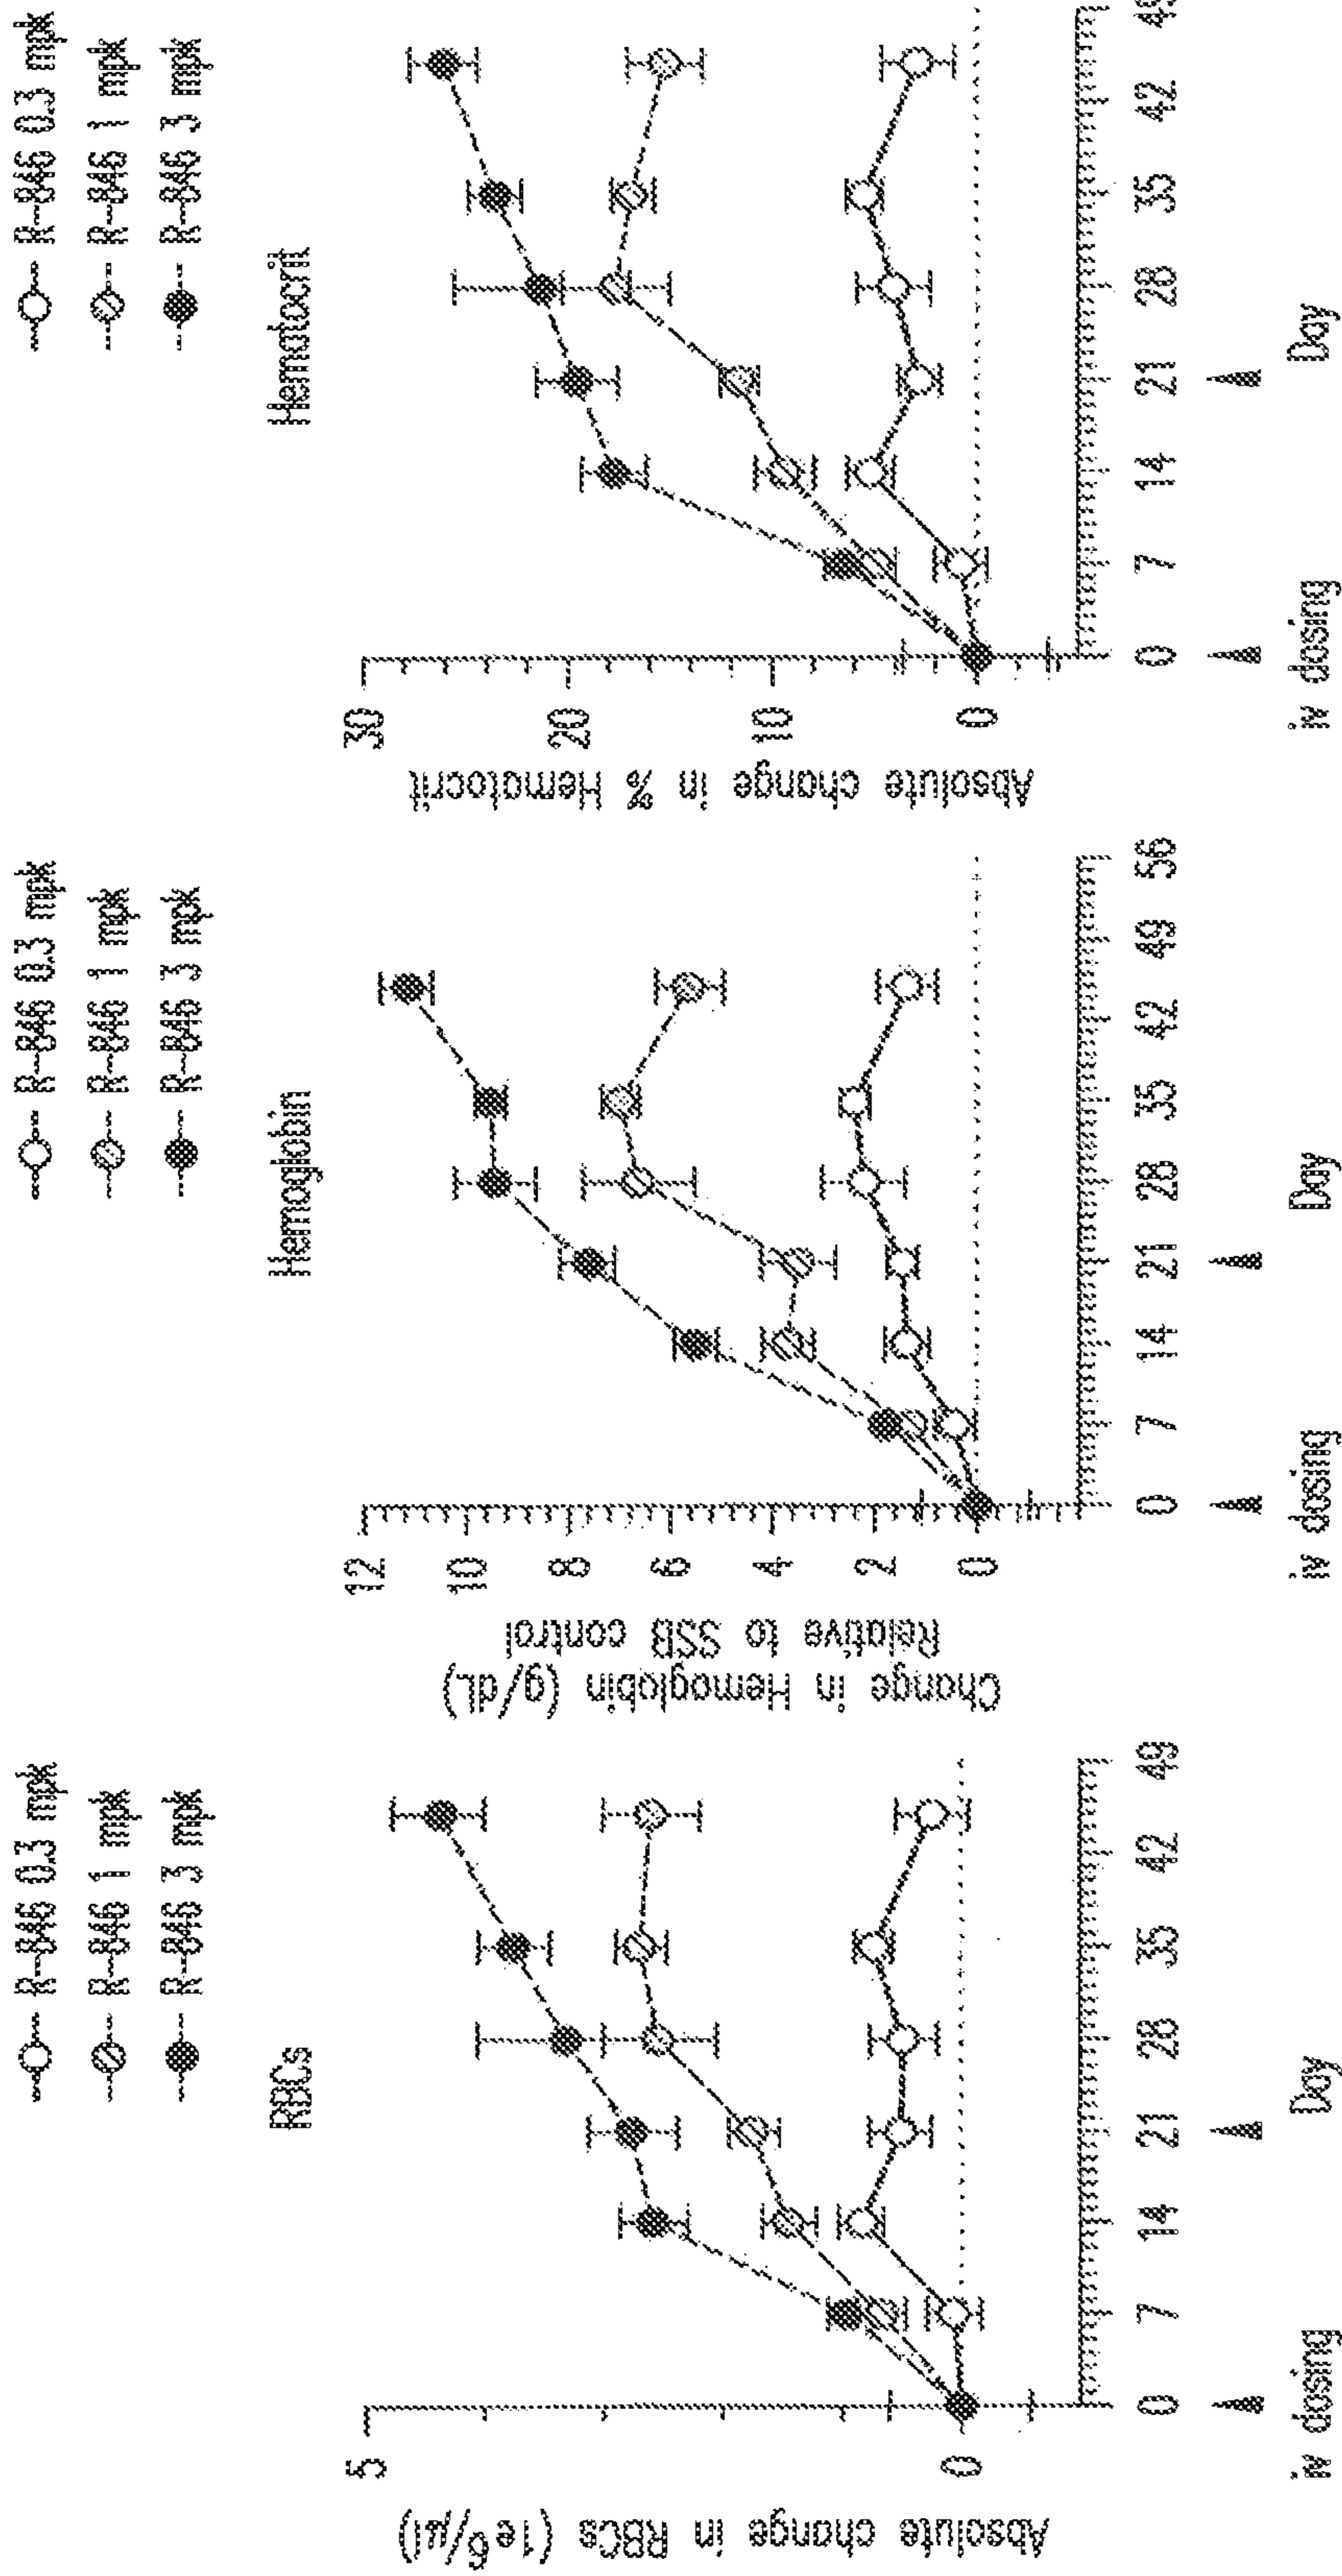 R-846 0.3 mpk
R-846 1 mpk
R-846 3 mpk
RBCs
Absolute change in RBCs (1e6/µl)
5
0
0 7 14 21 28 35 42 49
iv dosing
Day
R-846 0.3 mpk
R-846 1 mpk
R-846 3 mpk
Hemoglobin
Change in Hemoglobin (g/dL)
Relative to SSB control
12
10
8
6
4
2
0
0 7 14 21 28 35 42 49 56
iv dosing
Day
R-846 0.3 mpk
R-846 1 mpk
R-846 3 mpk
Hematocrit
Absolute change in % Hematocrit
30
20
10
0
0 7 14 21 28 35 42
iv dosing
Day